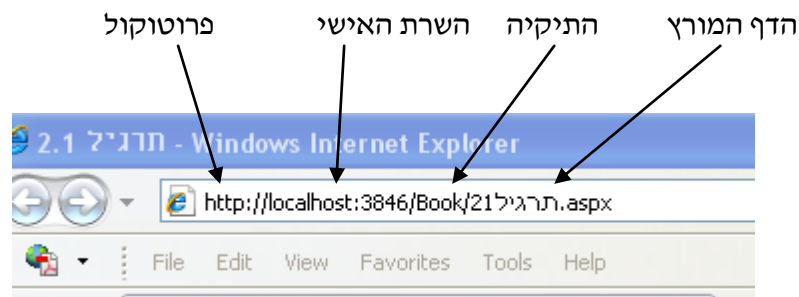 הדף המורץ התיקיה השרת האישי פרוטוקול
תרגיל 2.1 - Windows Internet Explorer
http://localhost:3846/Book/תרגיל21.aspx
File Edit View Favorites Tools Help